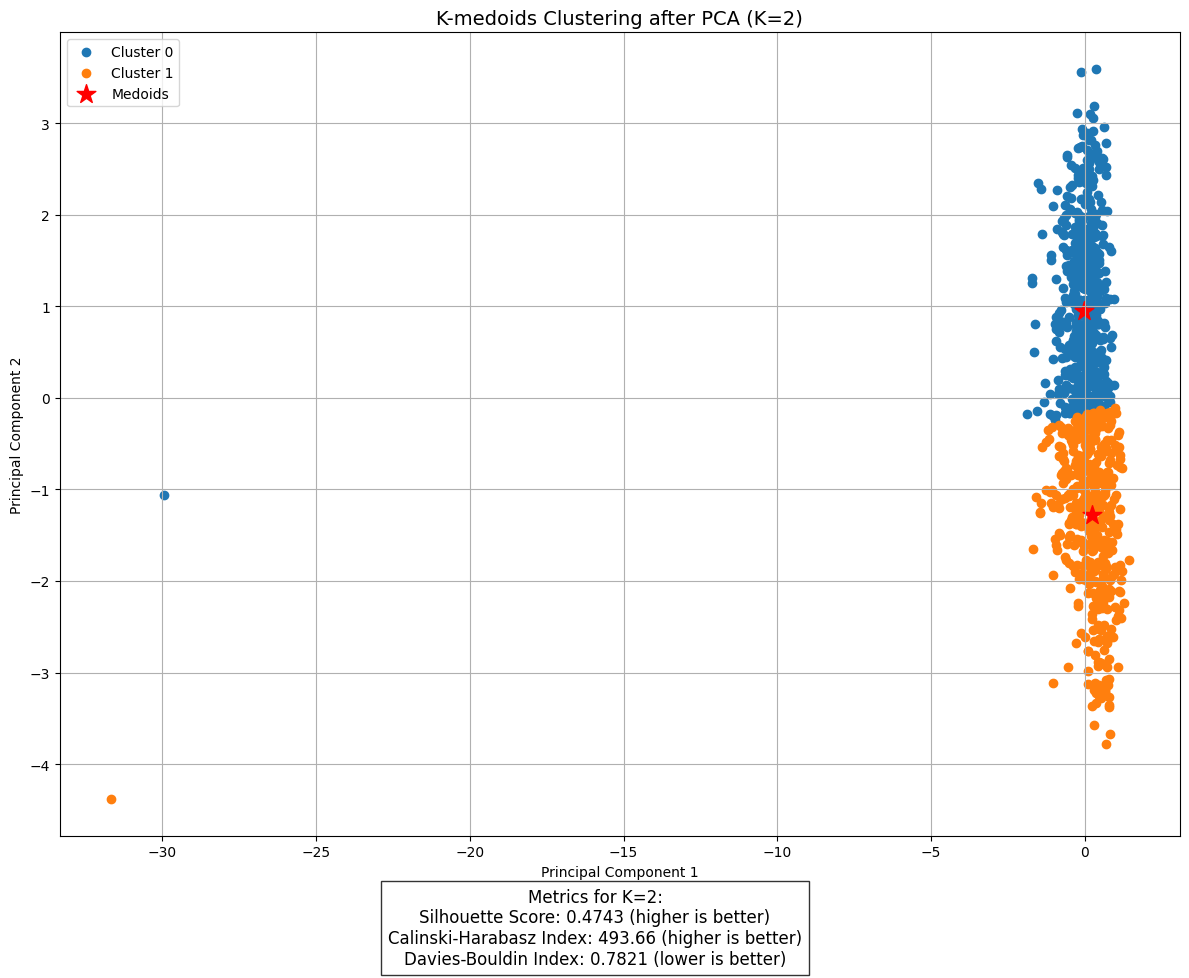 K-medoids Clustering after PCA (K=2)
Cluster 0
Cluster 1
Medoids
3
2
1
0
−1
−2
−3
−4
Principal Component 2
−30
−25
−20
−15
−10
−5
0
Principal Component 1
Metrics for K=2:
Silhouette Score: 0.4743 (higher is better)
Calinski-Harabasz Index: 493.66 (higher is better)
Davies-Bouldin Index: 0.7821 (lower is better)